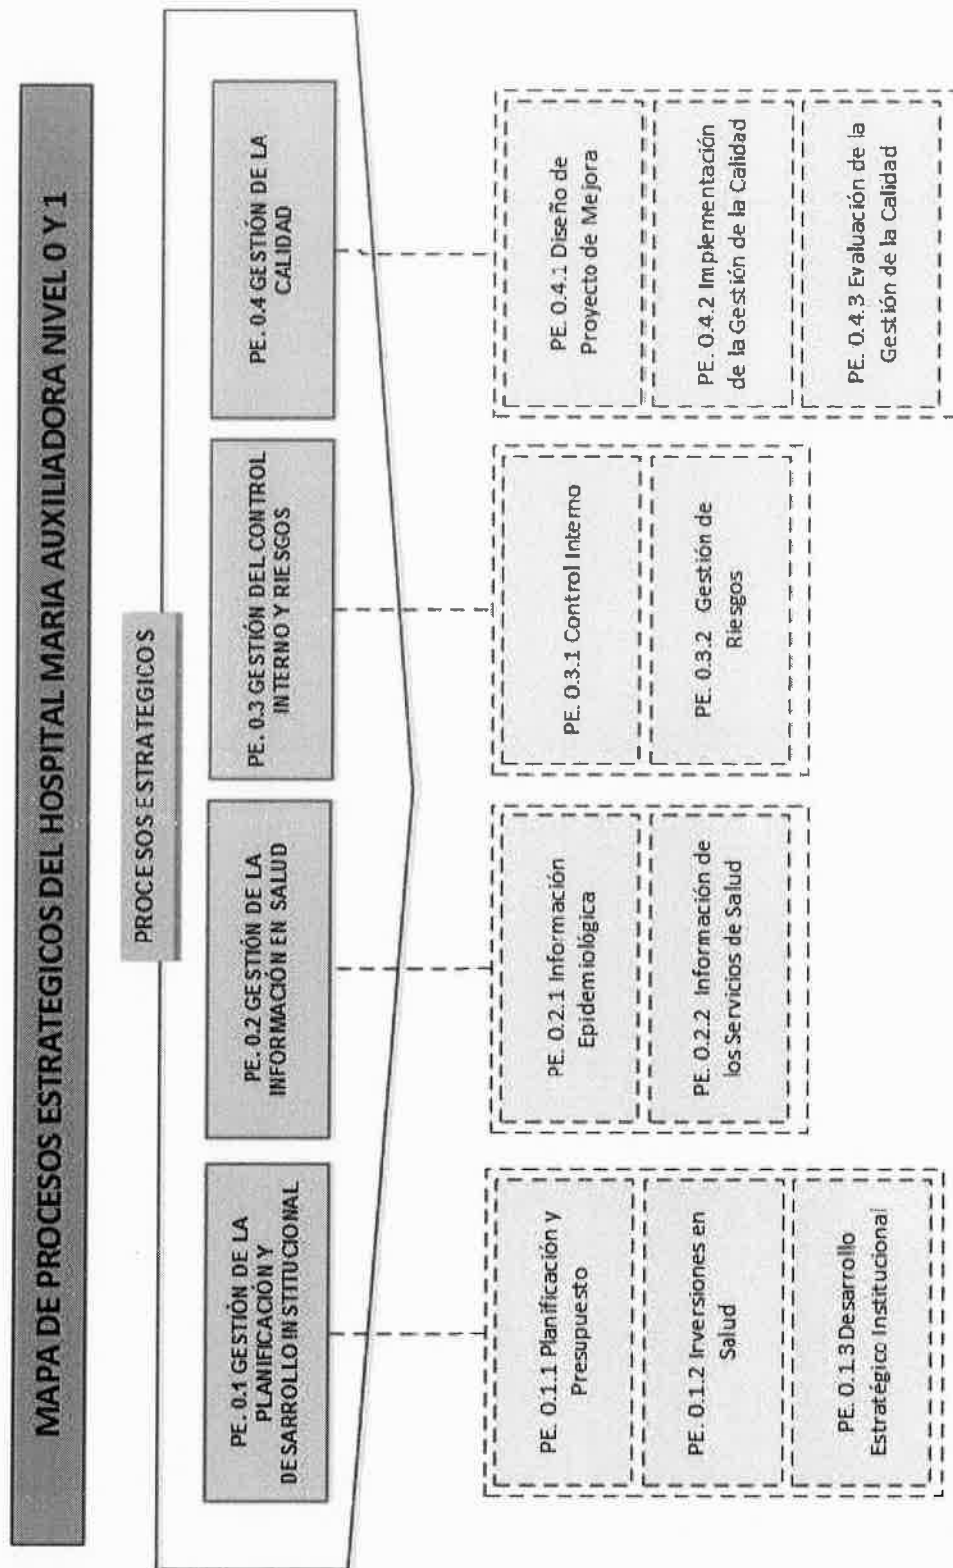 MAPA DE PROCESOS ESTRATEGICOS DEL HOSPITAL MARIA AUXILIADORA NIVEL 0 Y 1
PROCESOS ESTRATEGICOS
PE. 0.1 GESTIÓN DE LA
PLANIFICACIÓN Y
DESARROLLO INSTITUCIONAL
PE. 0.2 GESTIÓN DE LA
INFORMACIÓN EN SALUD
PE. 0.3 GESTIÓN DEL CONTROL
INTERNO Y RIESGOS
PE. 0.4 GESTIÓN DE LA
CALIDAD
PE. 0.1.1 Planificación y
Presupuesto
PE. 0.1.2 Inversiones en
Salud
PE. 0.1.3 Desarrollo
Estratégico Institucional
PE. 0.2.1 Información
Epidemiológica
PE. 0.2.2 Información de
los Servicios de Salud
PE. 0.3.1 Control Interno
PE. 0.3.2 Gestión de
Riesgos
PE. 0.4.1 Diseño de
Proyecto de Mejora
PE. 0.4.2 Implementación
de la Gestión de la Calidad
PE. 0.4.3 Evaluación de la
Gestión de la Calidad